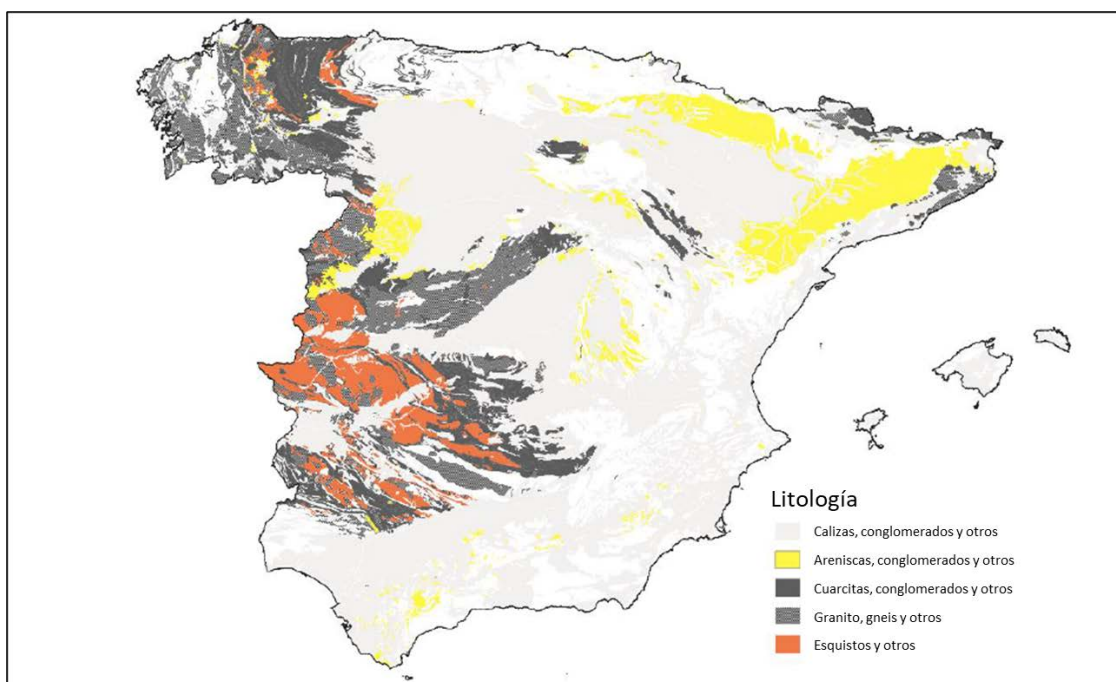 Litología
Calizas, conglomerados y otros
Areniscas, conglomerados y otros
Cuarcitas, conglomerados y otros
Granito, gneis y otros
Esquistos y otros